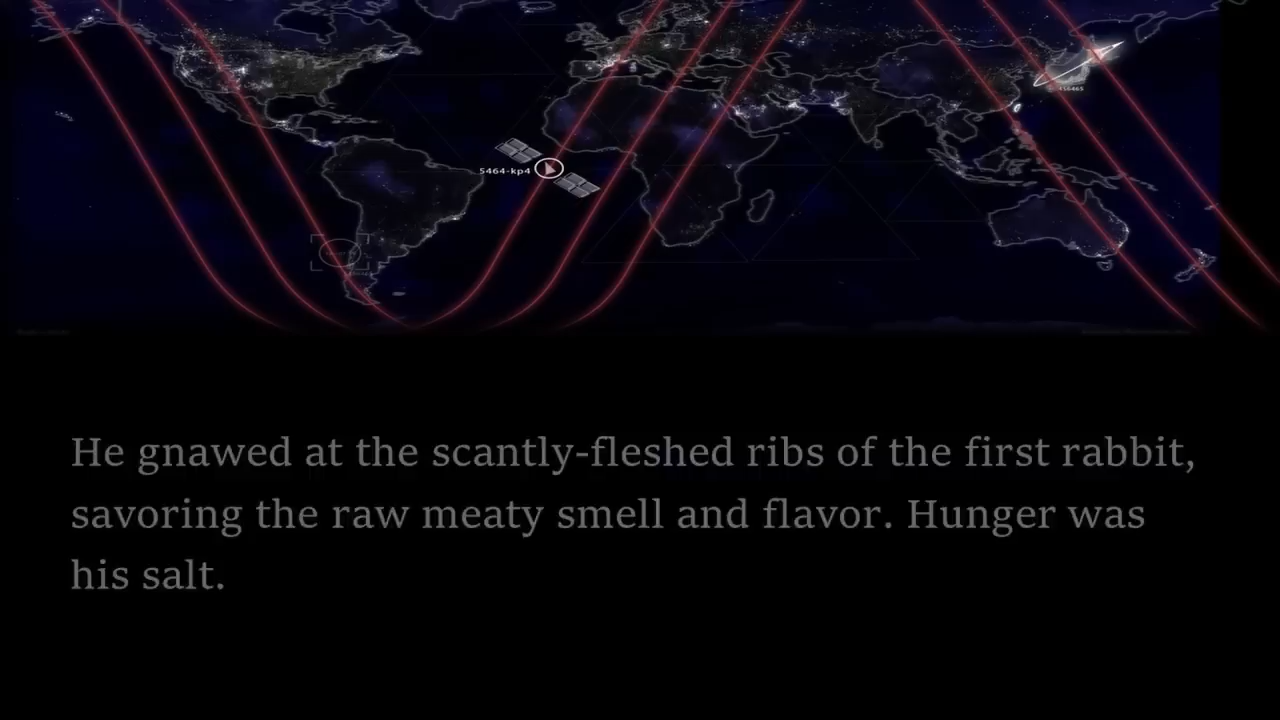 5464-kp4
He gnawed at the scantly-fleshed ribs of the first rabbit,
savoring the raw meaty smell and flavor. Hunger was
his salt.